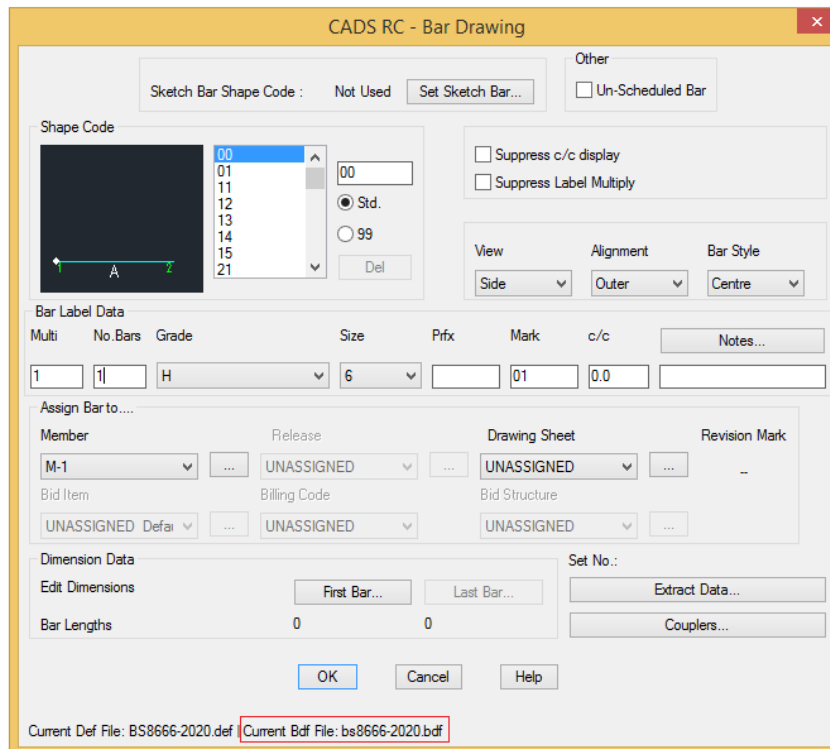 CADS RC - Bar Drawing
x
Sketch Bar Shape Code : Not Used Set Sketch Bar...
Other
Un-Scheduled Bar
Shape Code
1 A 2
00
01
11
12
13
14
15
21
00
Std.
99
Del
Suppress c/c display
Suppress Label Multiply
View Alignment Bar Style
Side Outer Centre
Bar Label Data
Multi No.Bars Grade Size Prfx Mark c/c Notes...
1 1 H 6 01 0.0
Assign Bar to....
Member Release Drawing Sheet Revision Mark
M-1 ... UNASSIGNED ... UNASSIGNED ... --
Bid Item Billing Code Bid Structure
UNASSIGNED Defau ... UNASSIGNED UNASSIGNED ...
Dimension Data
Edit Dimensions First Bar... Last Bar...
Bar Lengths 0 0
Set No.:
Extract Data...
Couplers...
OK Cancel Help
Current Def File: BS8666-2020.def | Current Bdf File: bs8666-2020.bdf